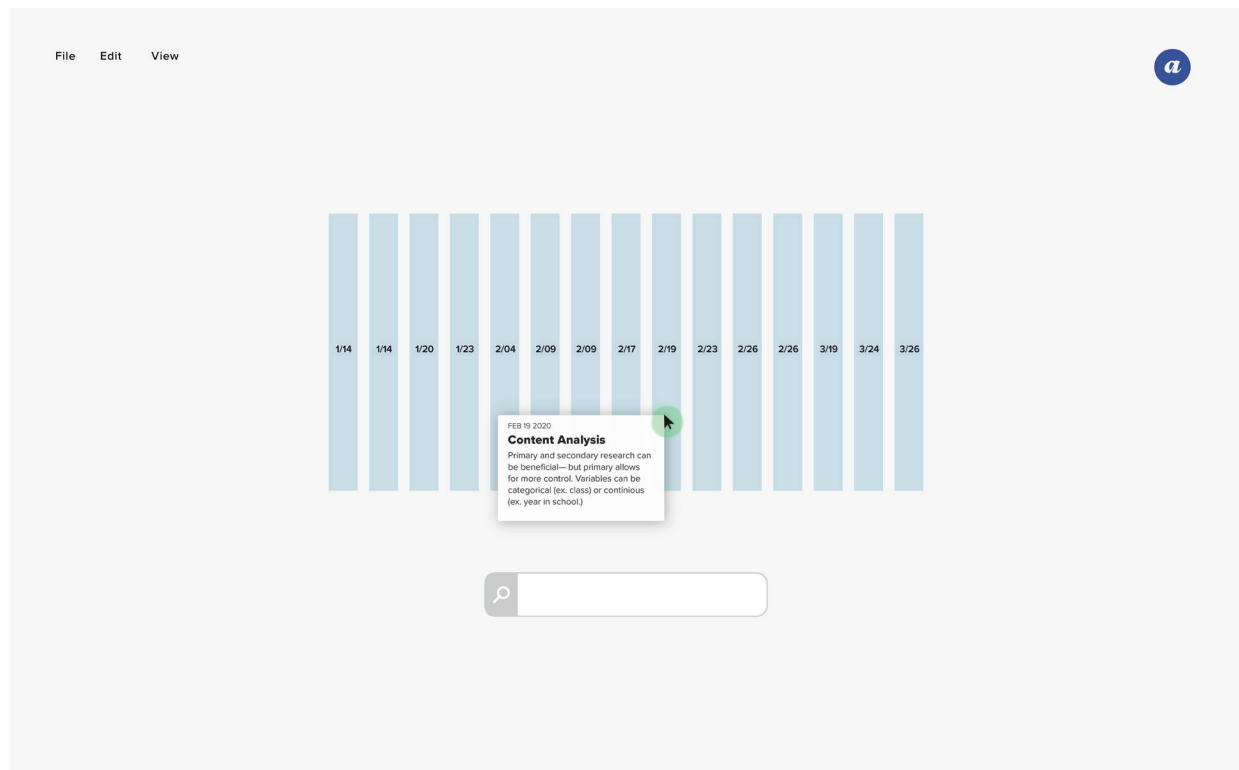 File Edit View
a
1/14 1/14 1/20 1/23 2/04 2/09 2/09 2/17 2/19 2/23 2/26 2/26 3/19 3/24 3/26
FEB 19 2020
Content Analysis
Primary and secondary research can
be beneficial— but primary allows
for more control. Variables can be
categorical (ex. class) or continious
(ex. year in school.)